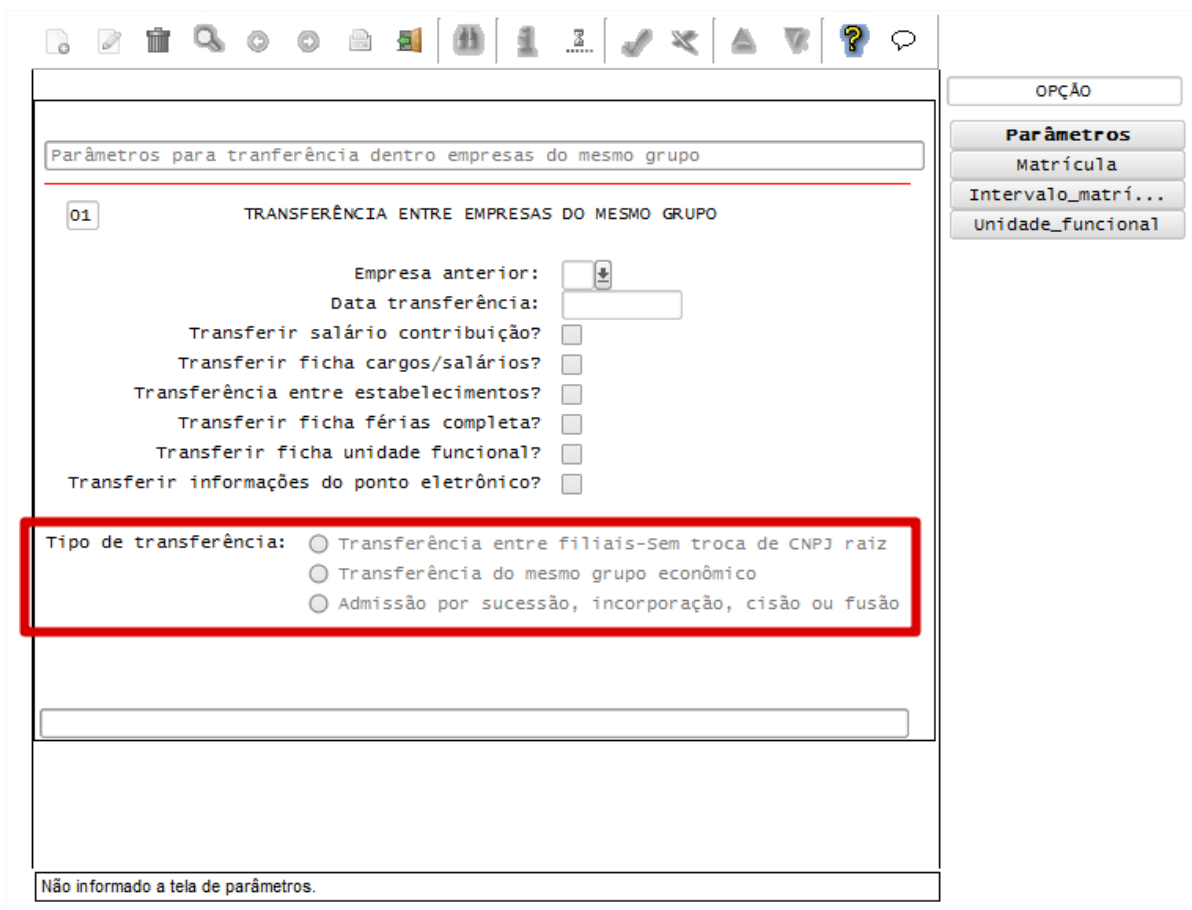 OPÇÃO
Parâmetros
Matrícula
Intervalo_matrí...
Unidade_funcional
Parâmetros para tranferência dentro empresas do mesmo grupo
01 TRANSFERÊNCIA ENTRE EMPRESAS DO MESMO GRUPO
Empresa anterior:
Data transferência:
Transferir salário contribuição?
Transferir ficha cargos/salários?
Transferência entre estabelecimentos?
Transferir ficha férias completa?
Transferir ficha unidade funcional?
Transferir informações do ponto eletrônico?
Tipo de transferência: Transferência entre filiais-Sem troca de CNPJ raiz
Transferência do mesmo grupo econômico
Admissão por sucessão, incorporação, cisão ou fusão
Não informado a tela de parâmetros.